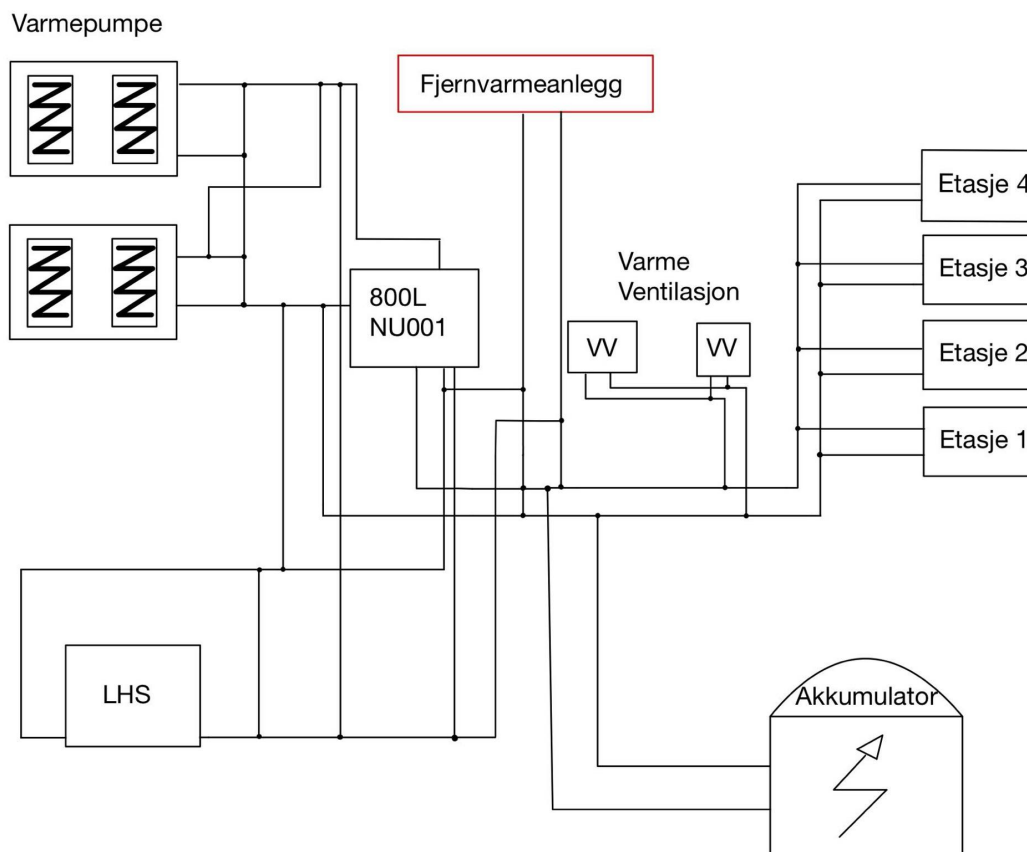 Varmepumpe
Fjernvarmeanlegg
Etasje 4
Etasje 3
Varme
Ventilasjon
800L
NU001
VV
VV
Etasje 2
Etasje 1
LHS
Akkumulator